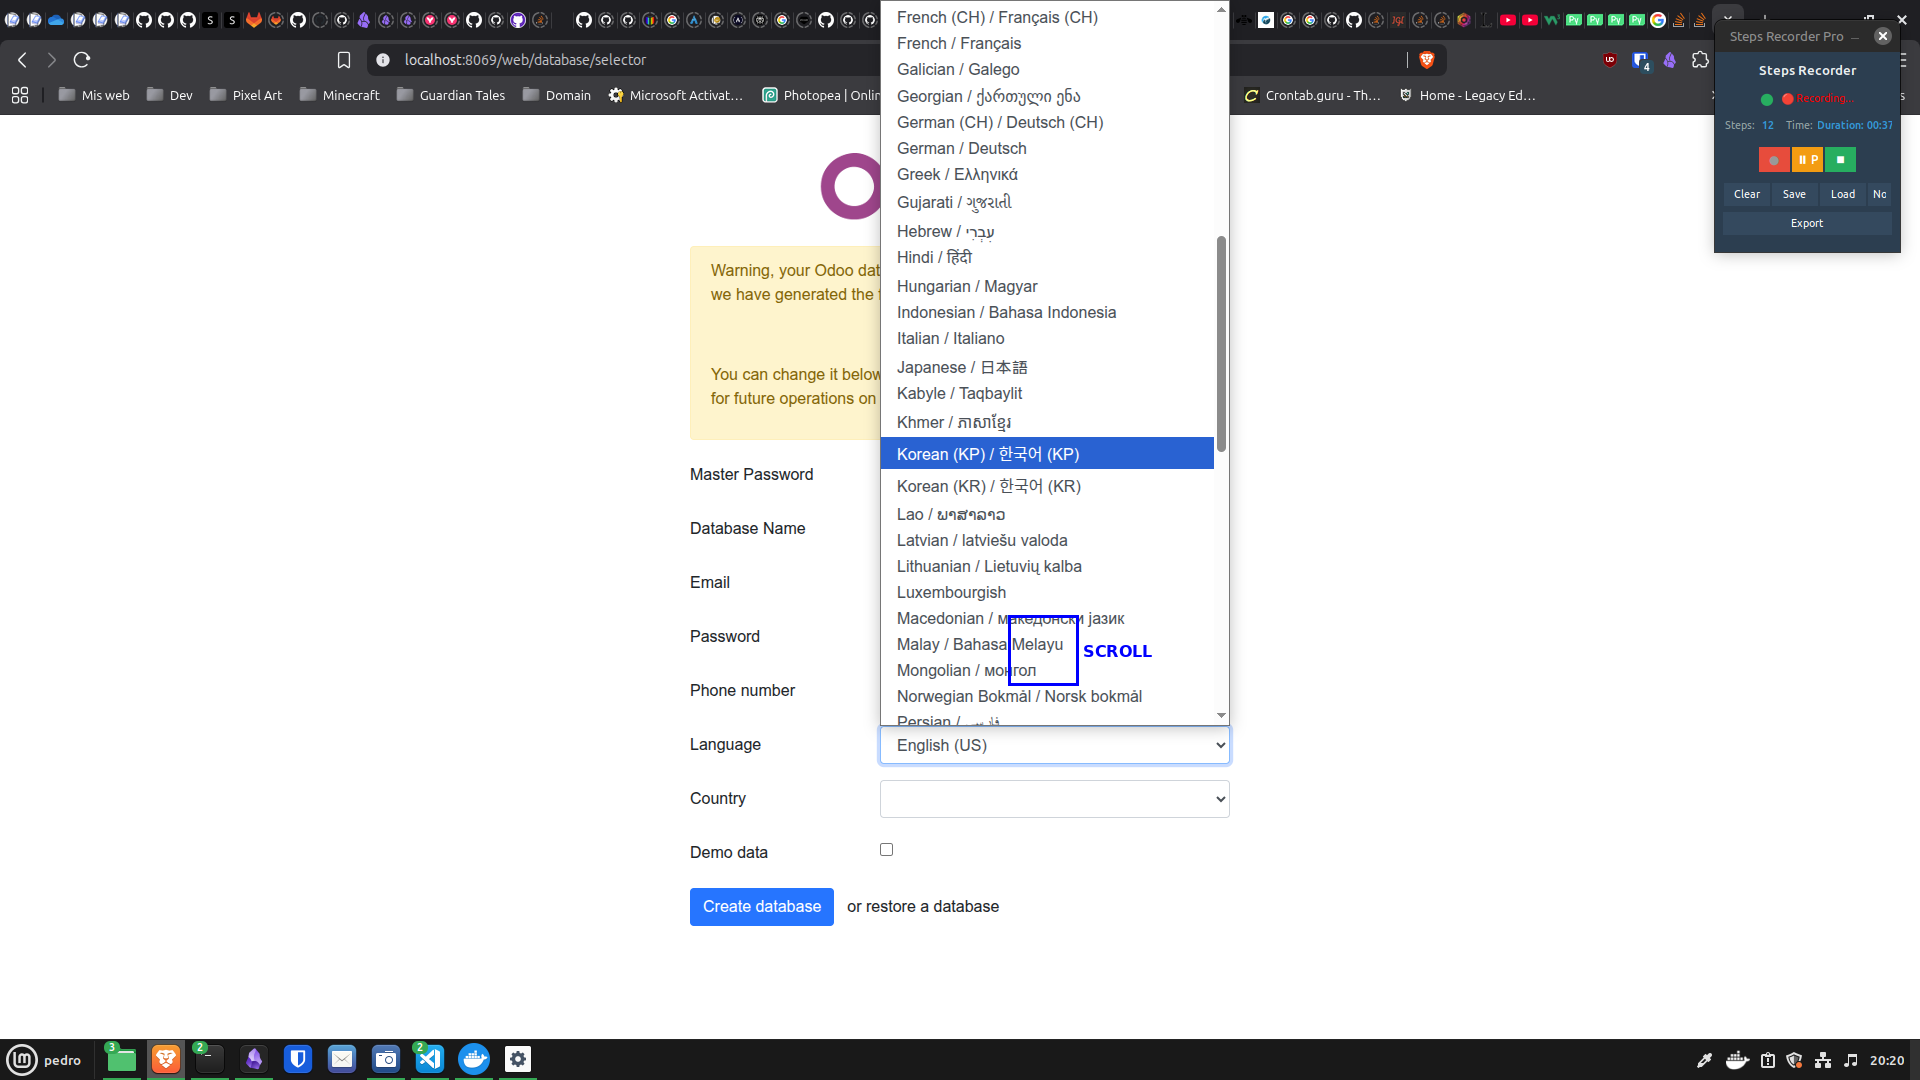 Steps Recorder Pro
localhost:8069/web/database/selector
Mis web
Dev
Pixel Art
Minecraft
Guardian Tales
Domain
Microsoft Activat...
Photopea | Onlin
Crontab.guru - Th...
Home - Legacy Ed...
Steps Recorder
Recording...
Steps: 12 Time: Duration: 00:37
P
Clear Save Load No
Export
French (CH) / Français (CH)
French / Français
Galician / Galego
Georgian / ქართული ენა
German (CH) / Deutsch (CH)
German / Deutsch
Greek / Ελληνικά
Gujarati / ગુજરાતી
Hebrew / עִבְרִי
Hindi / हिंदी
Hungarian / Magyar
Indonesian / Bahasa Indonesia
Italian / Italiano
Japanese / 日本語
Kabyle / Taqbaylit
Khmer / ភាសាខ្មែរ
Korean (KP) / 한국어 (KP)
Korean (KR) / 한국어 (KR)
Lao / ພາສາລາວ
Latvian / latviešu valoda
Lithuanian / Lietuvių kalba
Luxembourgish
Macedonian / македонски јазик
Malay / Bahasa Melayu
SCROLL
Mongolian / монгол
Norwegian Bokmål / Norsk bokmål
Persian / فارسی
Warning, your Odoo dat
we have generated the
You can change it below
for future operations on
Master Password
Database Name
Email
Password
Phone number
Language
English (US)
Country
Demo data
Create database
or restore a database
3
2
2
4
pedro
20:20